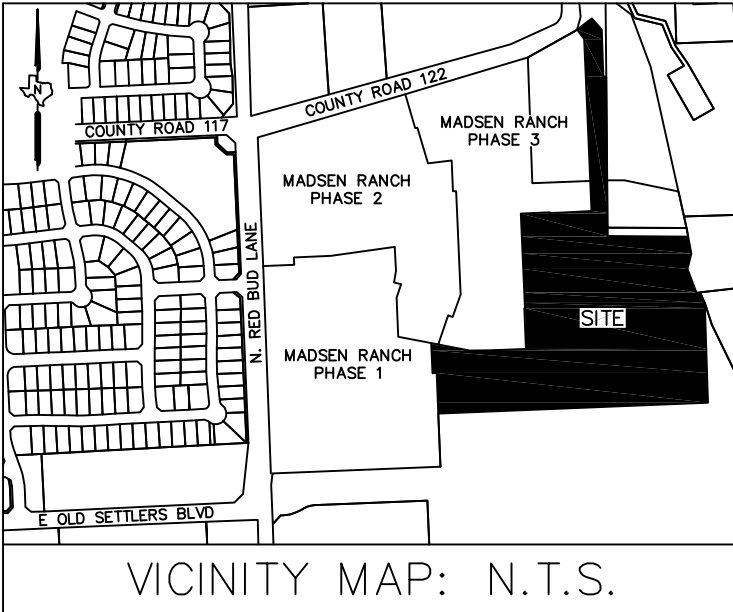 N
COUNTY ROAD 122
COUNTY ROAD 117
MADSEN RANCH
PHASE 3
MADSEN RANCH
PHASE 2
N. RED BUD LANE
SITE
MADSEN RANCH
PHASE 1
E OLD SETTLERS BLVD
VICINITY MAP: N.T.S.